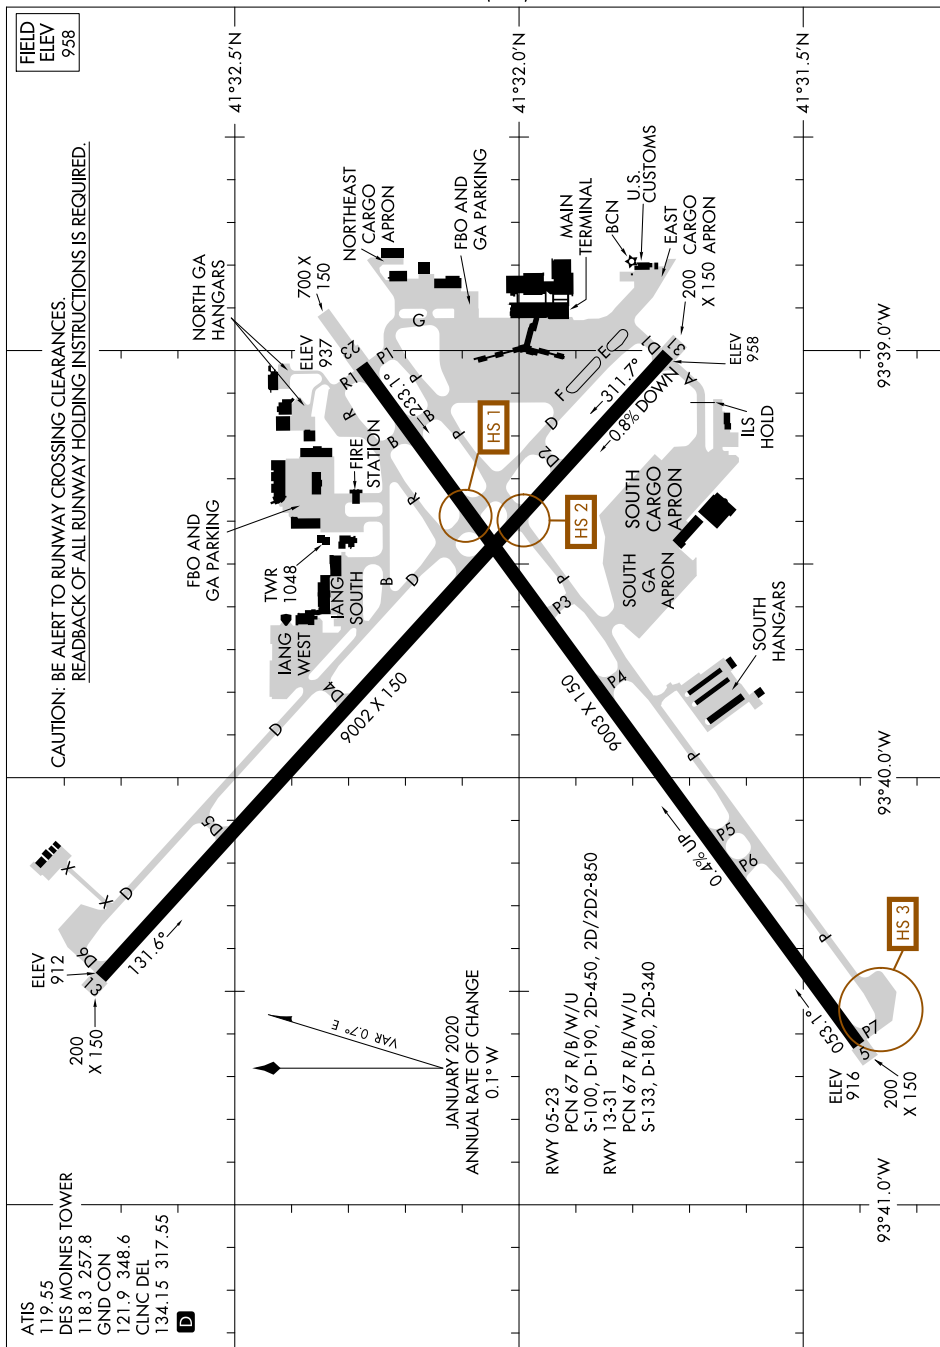 FIELD
ELEV
958
CAUTION: BE ALERT TO RUNWAY CROSSING CLEARANCES.
READBACK OF ALL RUNWAY HOLDING INSTRUCTIONS IS REQUIRED.
ATIS
119.55
DES MOINES TOWER
118.3 257.8
GND CON
121.9 348.6
CLNC DEL
134.15 317.55
D
41°32.5'N
41°32.0'N
41°31.5'N
93°39.0'W
93°40.0'W
93°41.0'W
NORTH GA
HANGARS
NORTHEAST
CARGO
APRON
FBO AND
GA PARKING
MAIN
TERMINAL
BCN
U.S.
CUSTOMS
EAST
CARGO
APRON
700 X
150
200
X 150
ELEV
937
23
R1
P1
G
R
P
233.1°
B
B
P
R
HS 1
HS 2
FIRE
STATION
FBO AND
GA PARKING
TWR
1048
IANG
SOUTH
IANG
WEST
B
D
E
F
D
D1
D2
31
311.7°
0.8% DOWN
ELEV
958
A
ILS
HOLD
SOUTH
CARGO
APRON
SOUTH
GA
APRON
SOUTH
HANGARS
P
P3
P4
D4
D
9002 X 150
9003 X 150
P
D5
P5
P6
0.4% UP
X
X
D
D6
13
131.6°
ELEV
912
200
X 150
P
HS 3
053.1°
P7
5
ELEV
916
200
X 150
VAR 0.7° E
JANUARY 2020
ANNUAL RATE OF CHANGE
0.1° W
RWY 05-23
PCN 67 R/B/W/U
S-100, D-190, 2D-450, 2D/2D2-850
RWY 13-31
PCN 67 R/B/W/U
S-133, D-180, 2D-340